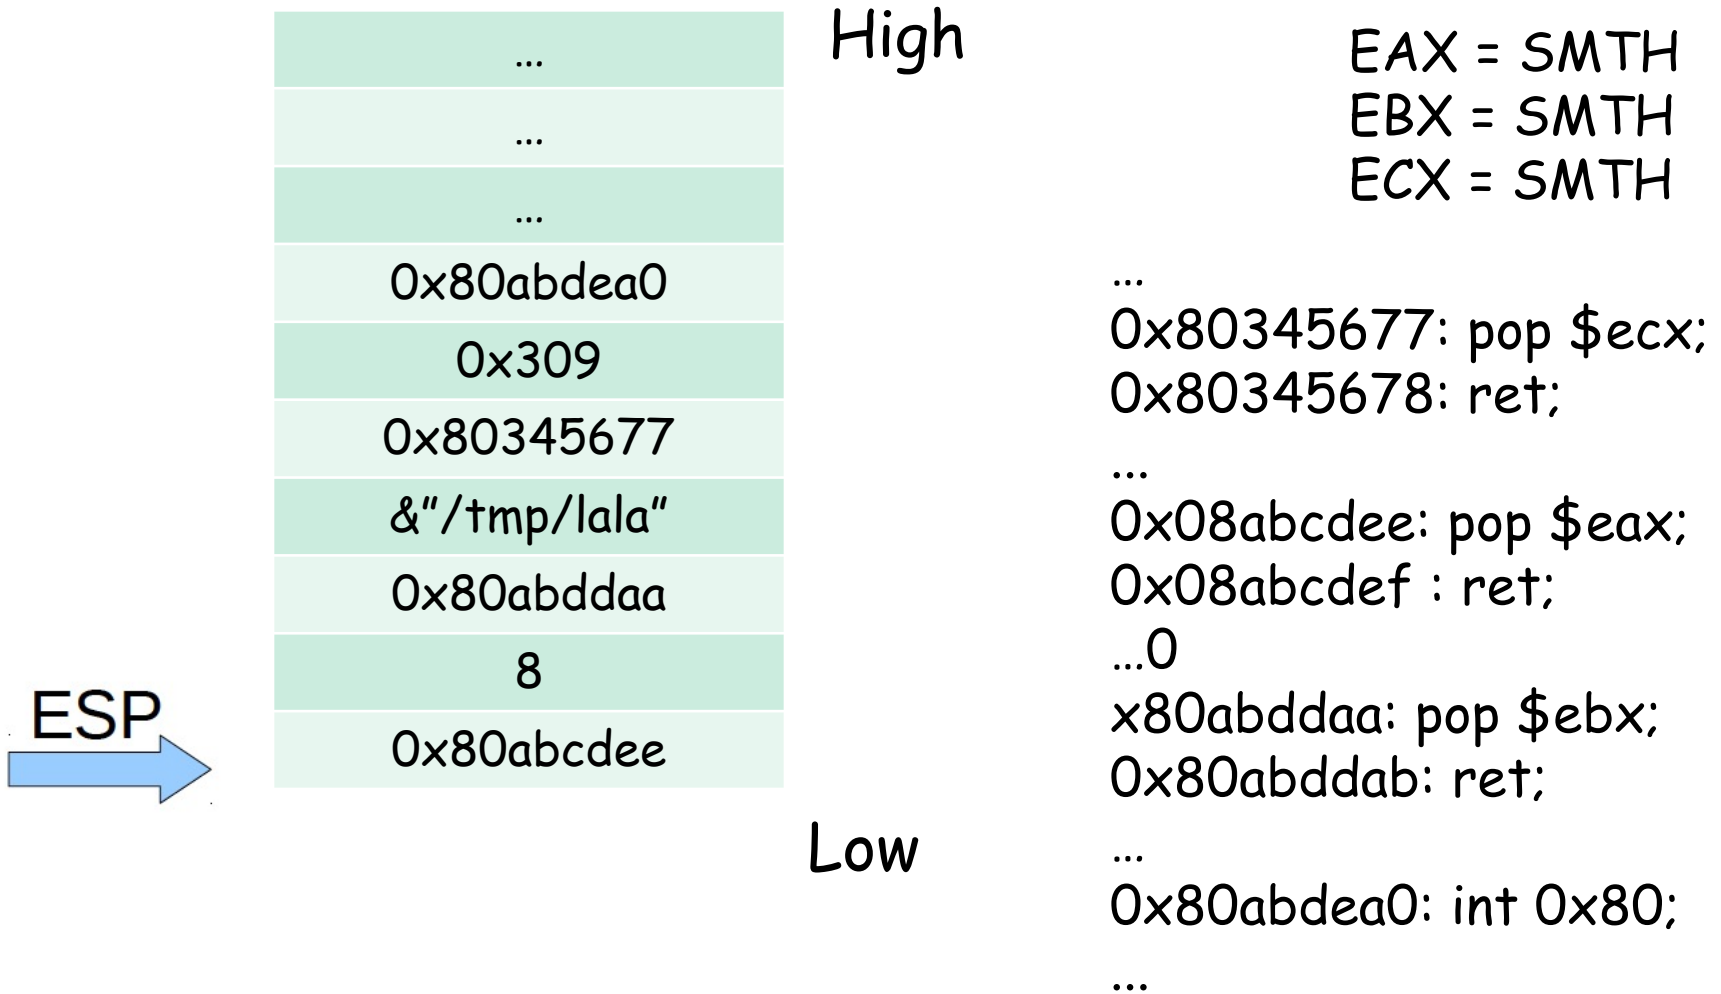 High
…
…
…
0x80abdea0
0x309
0x80345677
&”/tmp/lala”
0x80abddaa
8
0x80abcdee
ESP
Low
EAX = SMTH
EBX = SMTH
ECX = SMTH
…
0x80345677: pop $ecx;
0x80345678: ret;
...
0x08abcdee: pop $eax;
0x08abcdef : ret;
…0
x80abddaa: pop $ebx;
0x80abddab: ret;
…
0x80abdea0: int 0x80;
...